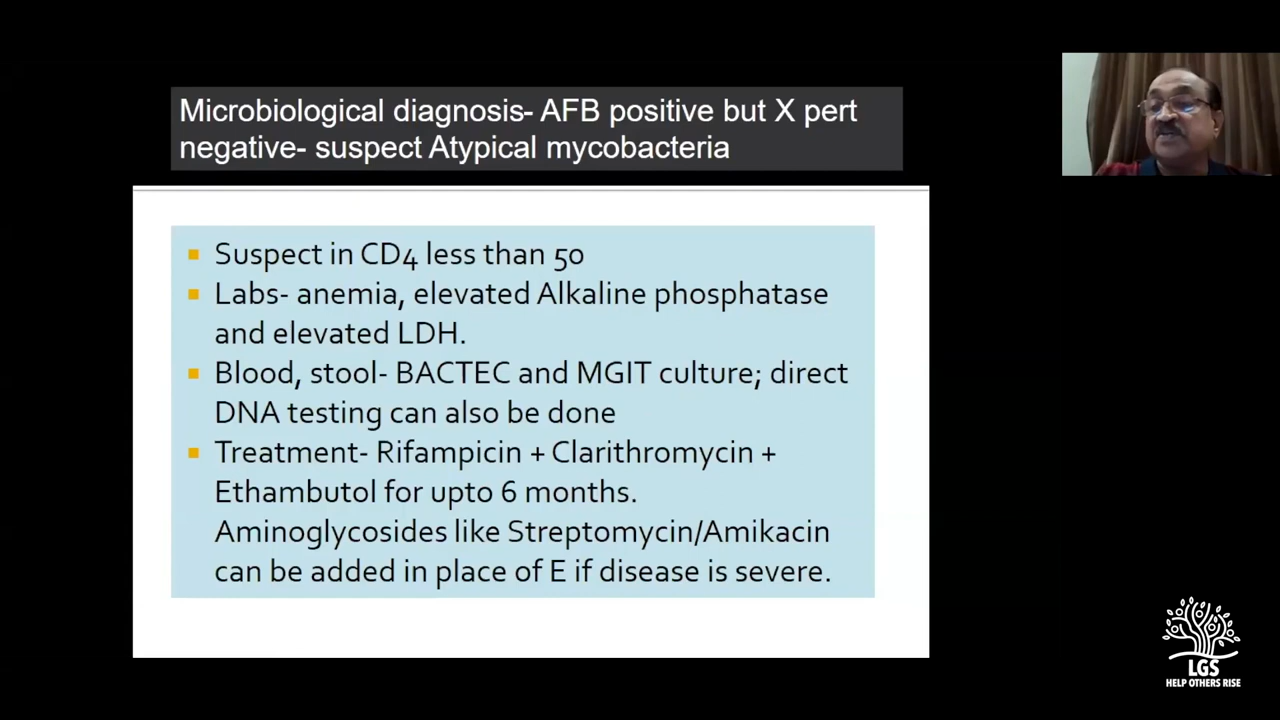 Microbiological diagnosis- AFB positive but X pert
negative- suspect Atypical mycobacteria
Suspect in CD4 less than 50
Labs- anemia, elevated Alkaline phosphatase
and elevated LDH.
Blood, stool- BACTEC and MGIT culture; direct
DNA testing can also be done
Treatment- Rifampicin + Clarithromycin +
Ethambutol for upto 6 months.
Aminoglycosides like Streptomycin/Amikacin
can be added in place of E if disease is severe.
LGS
HELP OTHERS RISE